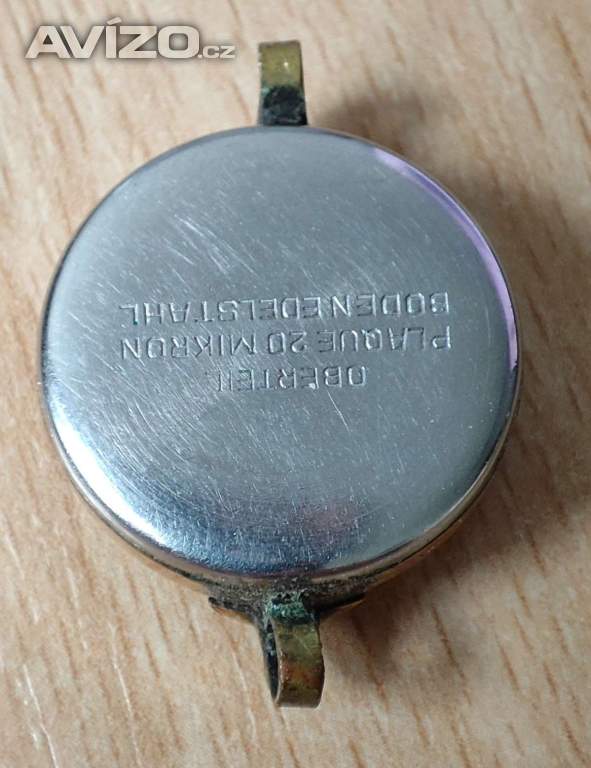 AVÍZO.cz
OBERTEIL
PLAQUE 20 MIKRON
BODEN EDELSTAHL